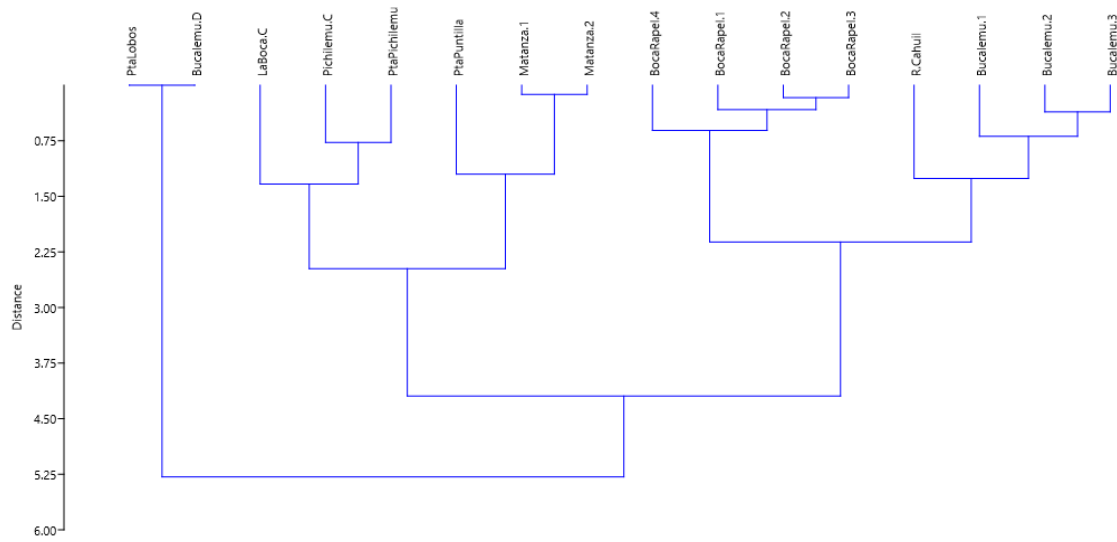 PtaLobos
Bucalemu.D
LaBoca.C
Pichilemu.C
PtaPichilemu
PtaPuntilla
Matanza.1
Matanza.2
BocaRapel.4
BocaRapel.1
BocaRapel.2
BocaRapel.3
R.Cahuil
Bucalemu.1
Bucalemu.2
Bucalemu.3
0.75
1.50
2.25
3.00
3.75
4.50
5.25
6.00
Distance